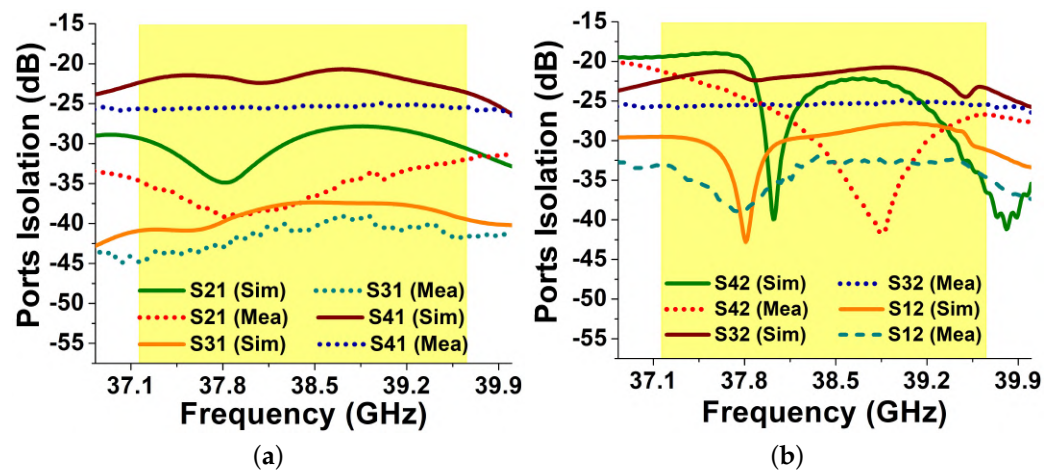 Ports Isolation (dB)
-15
-20
-25
-30
-35
-40
-45
-50
-55
S21 (Sim) S31 (Mea)
S21 (Mea) S41 (Sim)
S31 (Sim) S41 (Mea)
37.1 37.8 38.5 39.2 39.9
Frequency (GHz)
(a)
Ports Isolation (dB)
-15
-20
-25
-30
-35
-40
-45
-50
-55
S42 (Sim) S32 (Mea)
S42 (Mea) S12 (Sim)
S32 (Sim) S12 (Mea)
37.1 37.8 38.5 39.2 39.9
Frequency (GHz)
(b)